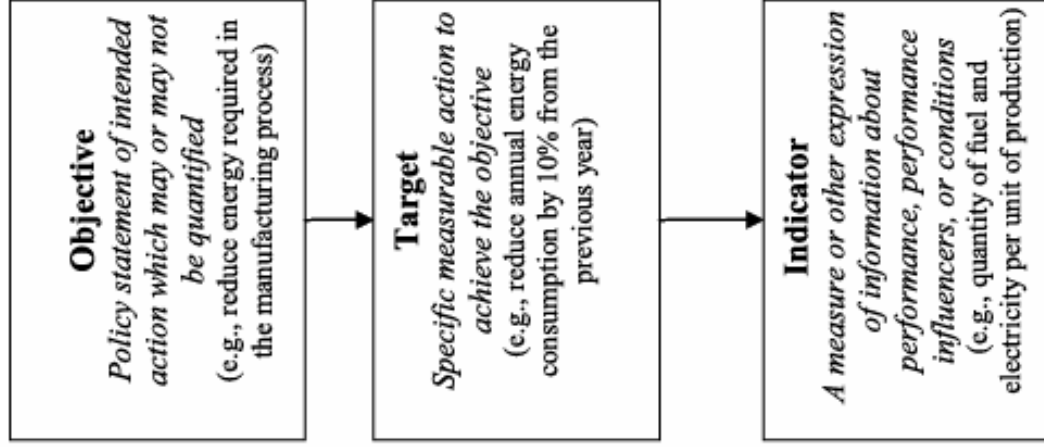 Objective
Policy statement of intended
action which may or may not
be quantified
(e.g., reduce energy required in
the manufacturing process)
Target
Specific measurable action to
achieve the objective
(e.g., reduce annual energy
consumption by 10% from the
previous year)
Indicator
A measure or other expression
of information about
performance, performance
influencers, or conditions
(e.g., quantity of fuel and
electricity per unit of production)